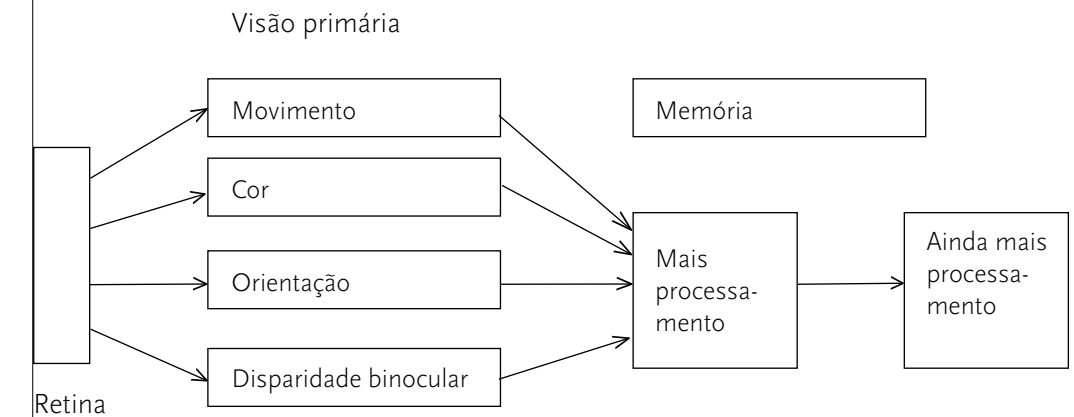 Visão primária
Movimento
Memória
Cor
Orientação
Mais
processa-
mento
Ainda mais
processa-
mento
Disparidade binocular
Retina